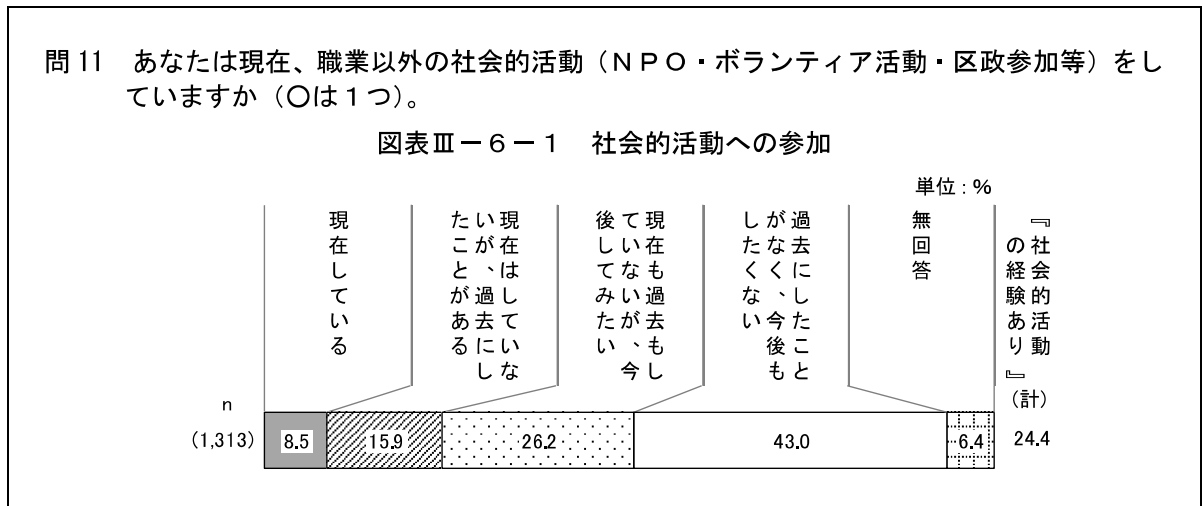 問 11　あなたは現在、職業以外の社会的活動（ＮＰＯ・ボランティア活動・区政参加等）をし
ていますか（〇は１つ）。
図表Ⅲ－６－１　社会的活動への参加
単位：％
現在している
現在はしていな
いが、過去にし
たことがある
現在も過去もし
ていないが、今
後してみたい
過去にしたこと
がなく、今後も
したくない
無回答
『社会的活動
の経験あり』
（計）
n
(1,313)
8.5
15.9
26.2
43.0
6.4
24.4